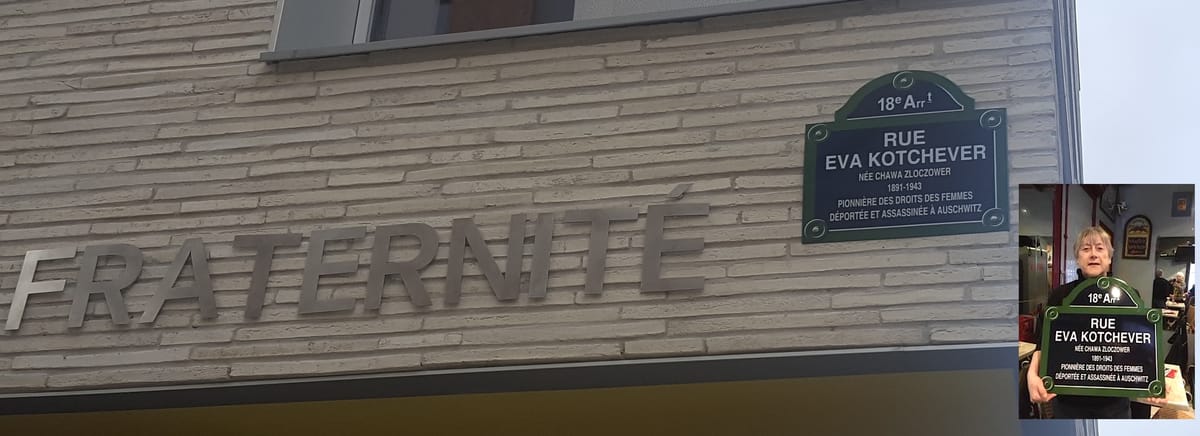 FRATERNITÉ
18e Arrt
RUE
EVA KOTCHEVER
NÉE CHAWA ZLOCZOWER
1891-1943
PIONNIÈRE DES DROITS DES FEMMES
DÉPORTÉE ET ASSASSINÉE À AUSCHWITZ
18e Arrt
RUE
EVA KOTCHEVER
NÉE CHAWA ZLOCZOWER
1891-1943
PIONNIÈRE DES DROITS DES FEMMES
DÉPORTÉE ET ASSASSINÉE À AUSCHWITZ